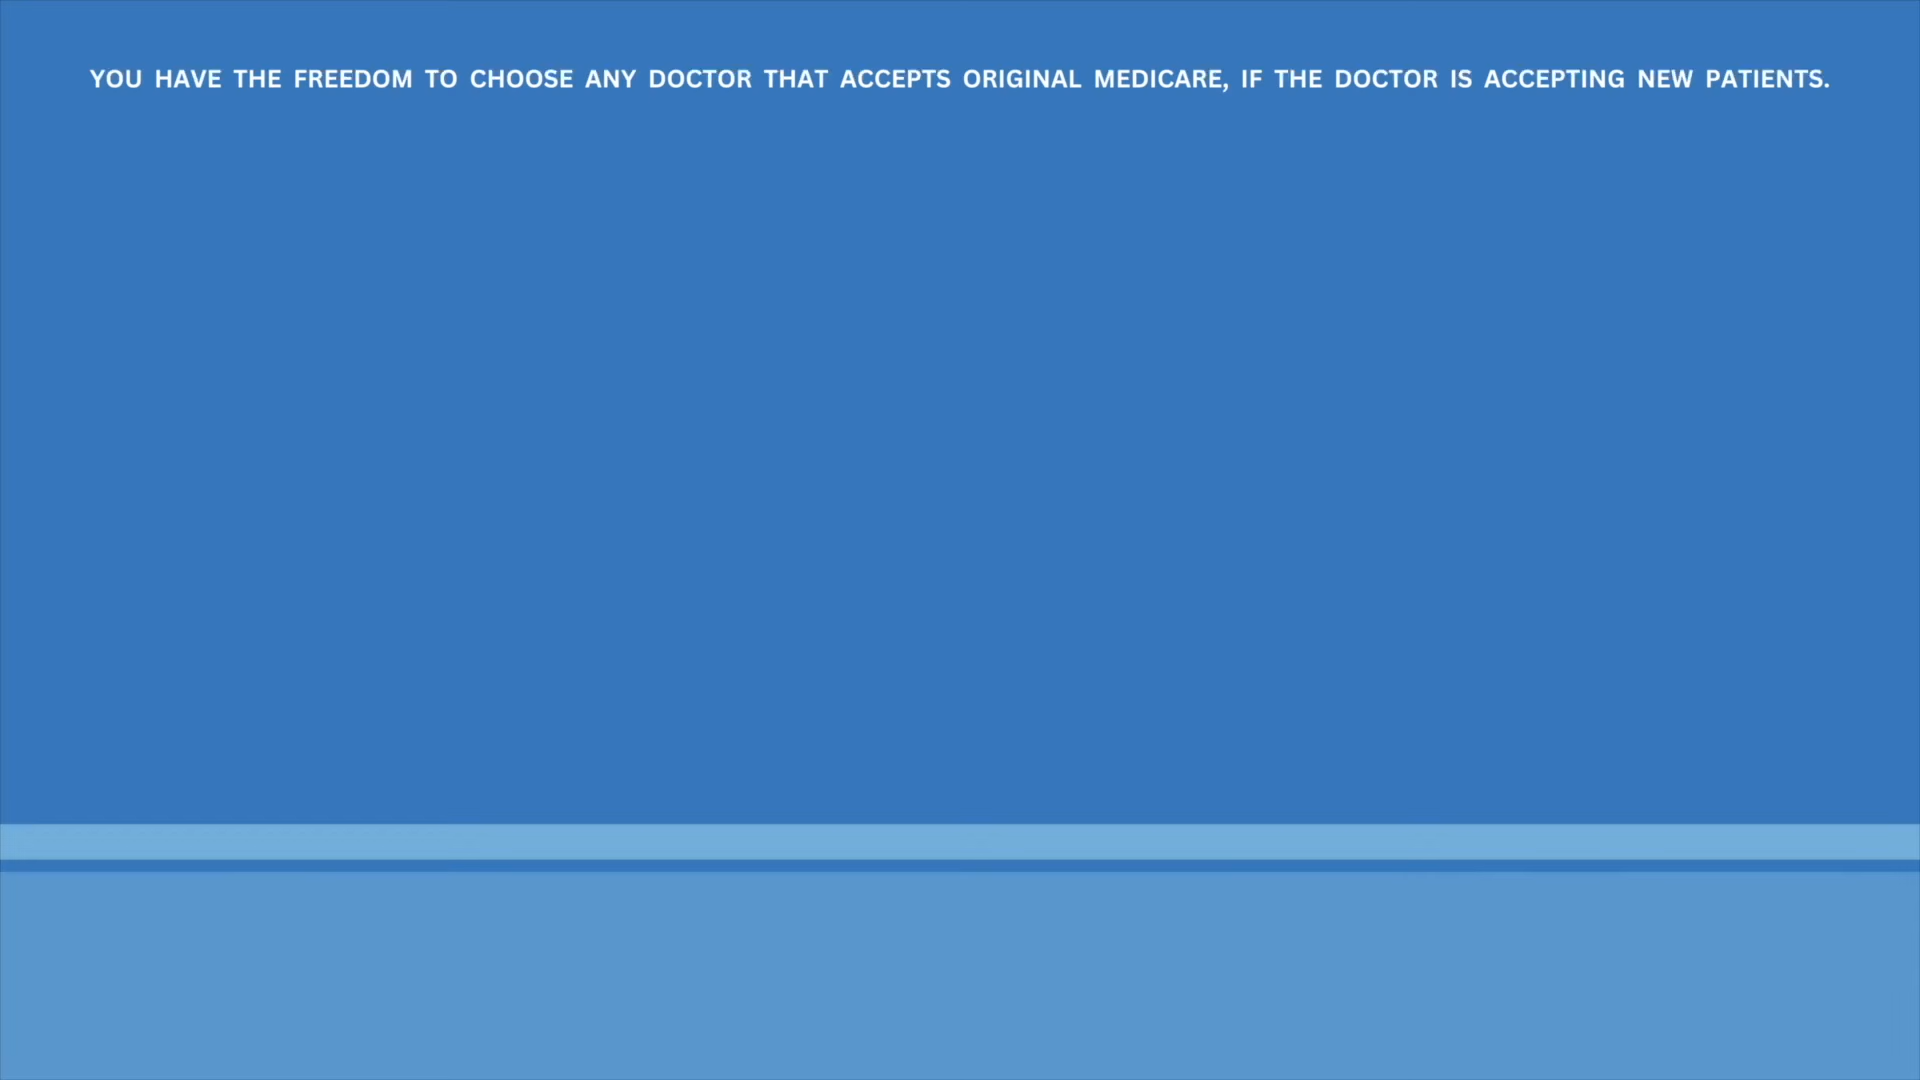 YOU HAVE THE FREEDOM TO CHOOSE ANY DOCTOR THAT ACCEPTS ORIGINAL MEDICARE, IF THE DOCTOR IS ACCEPTING NEW PATIENTS.